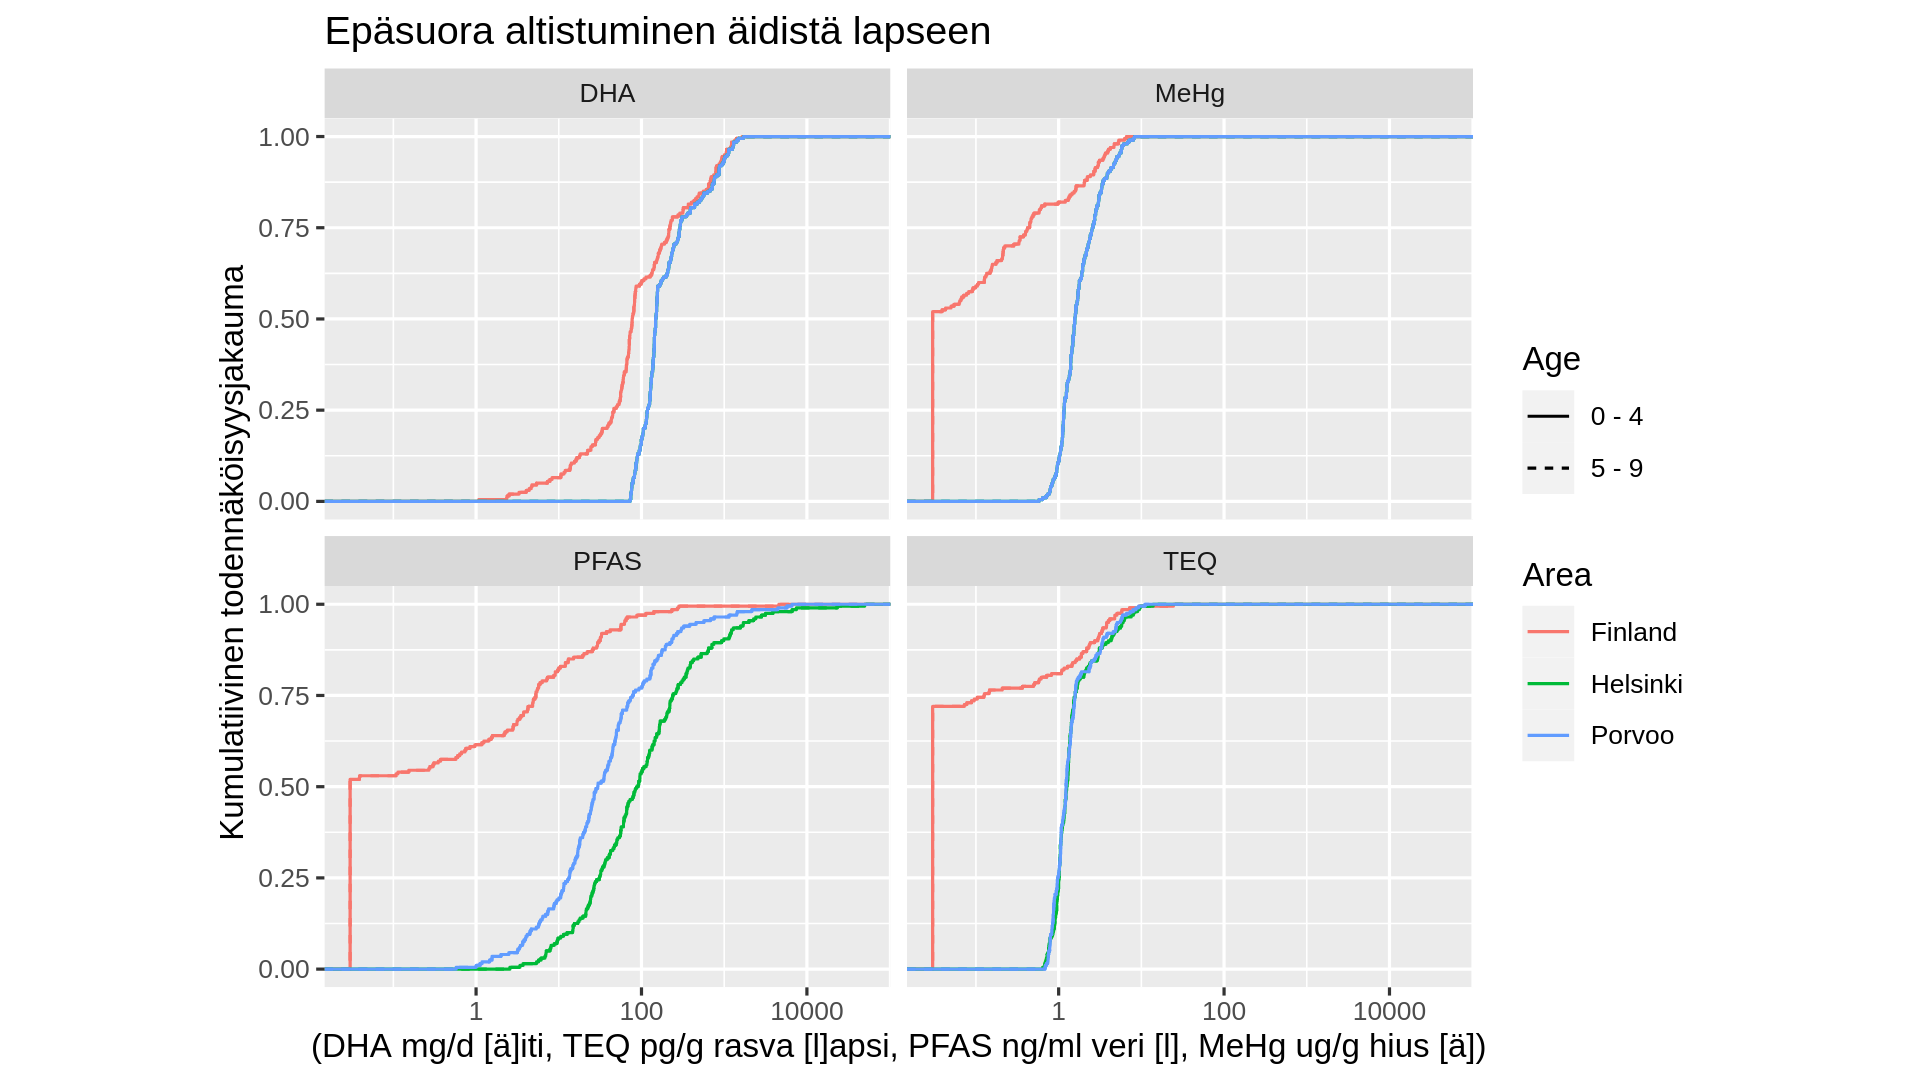 Epäsuora altistuminen äidistä lapseen
DHA
MeHg
1.00
0.75
0.50
0.25
0.00
PFAS
TEQ
1.00
0.75
0.50
0.25
0.00
1
100
10000
1
100
10000
Kumulatiivinen todennäköisyysjakauma
(DHA mg/d [ä]iti, TEQ pg/g rasva [l]apsi, PFAS ng/ml veri [l], MeHg ug/g hius [ä])
Age
0 - 4
5 - 9
Area
Finland
Helsinki
Porvoo